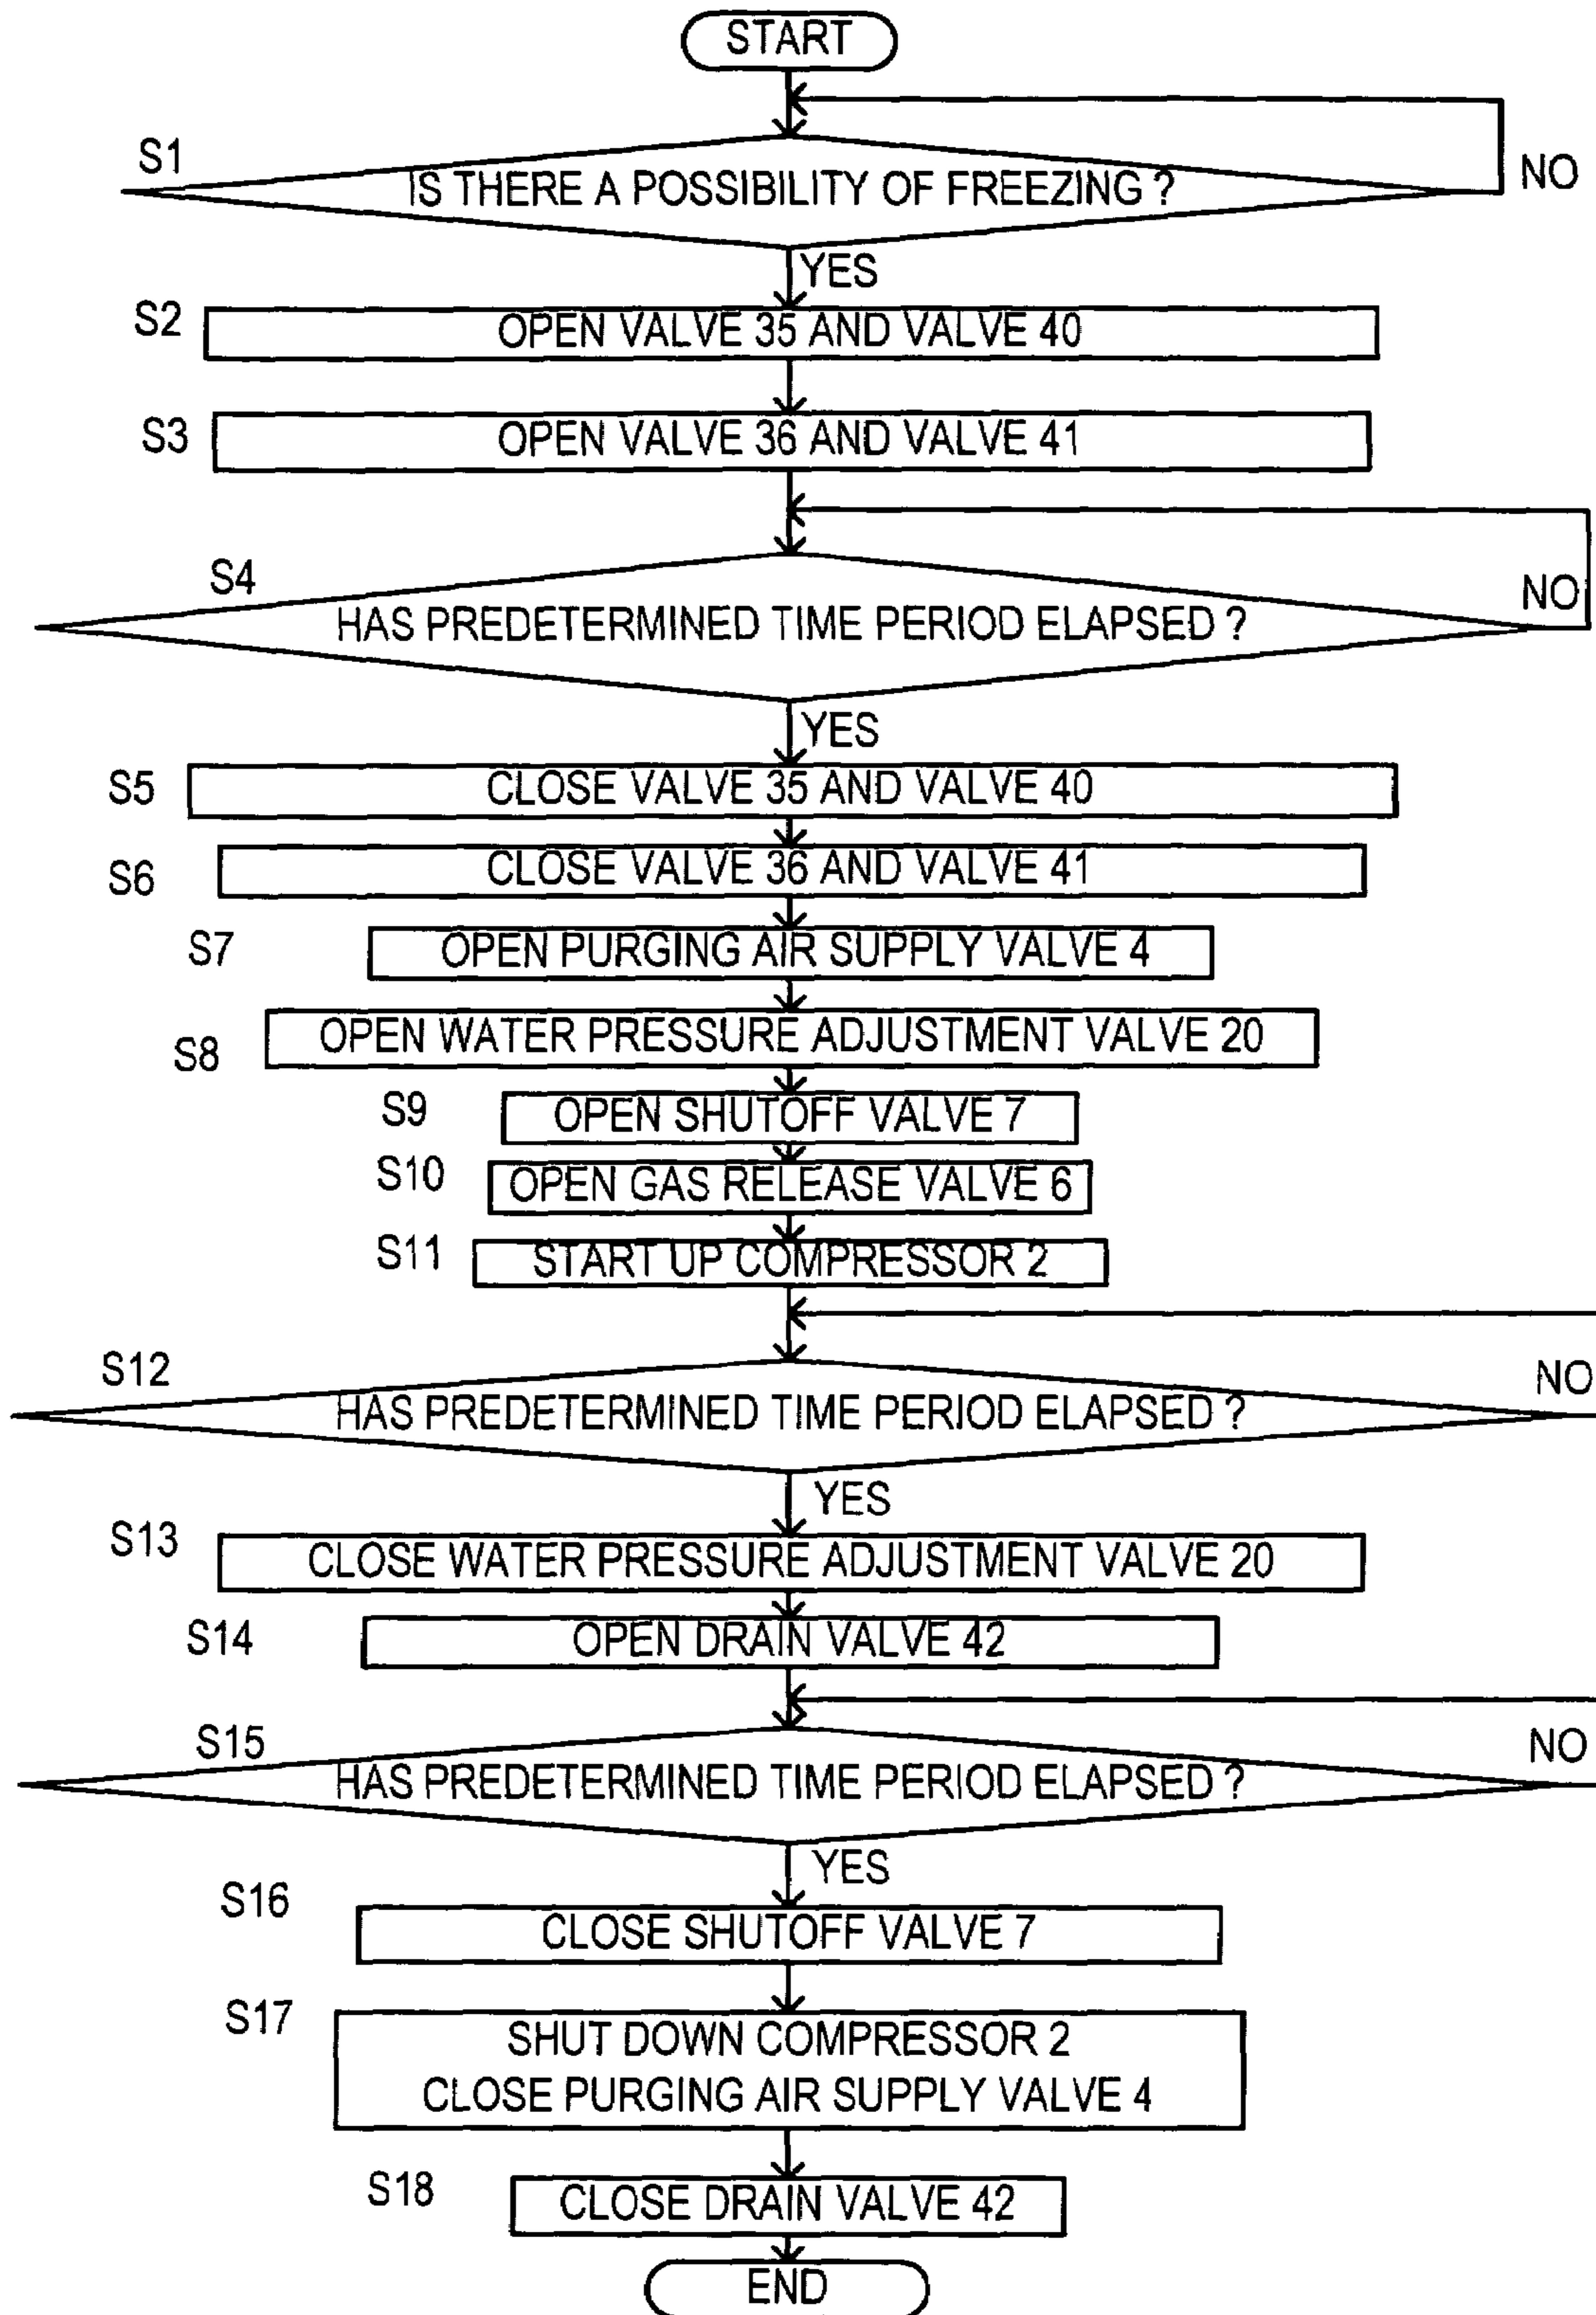 START
S1
IS THERE A POSSIBILITY OF FREEZING ?
NO
YES
S2
OPEN VALVE 35 AND VALVE 40
S3
OPEN VALVE 36 AND VALVE 41
S4
HAS PREDETERMINED TIME PERIOD ELAPSED ?
NO
YES
S5
CLOSE VALVE 35 AND VALVE 40
S6
CLOSE VALVE 36 AND VALVE 41
S7
OPEN PURGING AIR SUPPLY VALVE 4
S8
OPEN WATER PRESSURE ADJUSTMENT VALVE 20
S9
OPEN SHUTOFF VALVE 7
S10
OPEN GAS RELEASE VALVE 6
S11
START UP COMPRESSOR 2
S12
HAS PREDETERMINED TIME PERIOD ELAPSED ?
NO
YES
S13
CLOSE WATER PRESSURE ADJUSTMENT VALVE 20
S14
OPEN DRAIN VALVE 42
S15
HAS PREDETERMINED TIME PERIOD ELAPSED ?
NO
YES
S16
CLOSE SHUTOFF VALVE 7
S17
SHUT DOWN COMPRESSOR 2
CLOSE PURGING AIR SUPPLY VALVE 4
S18
CLOSE DRAIN VALVE 42
END